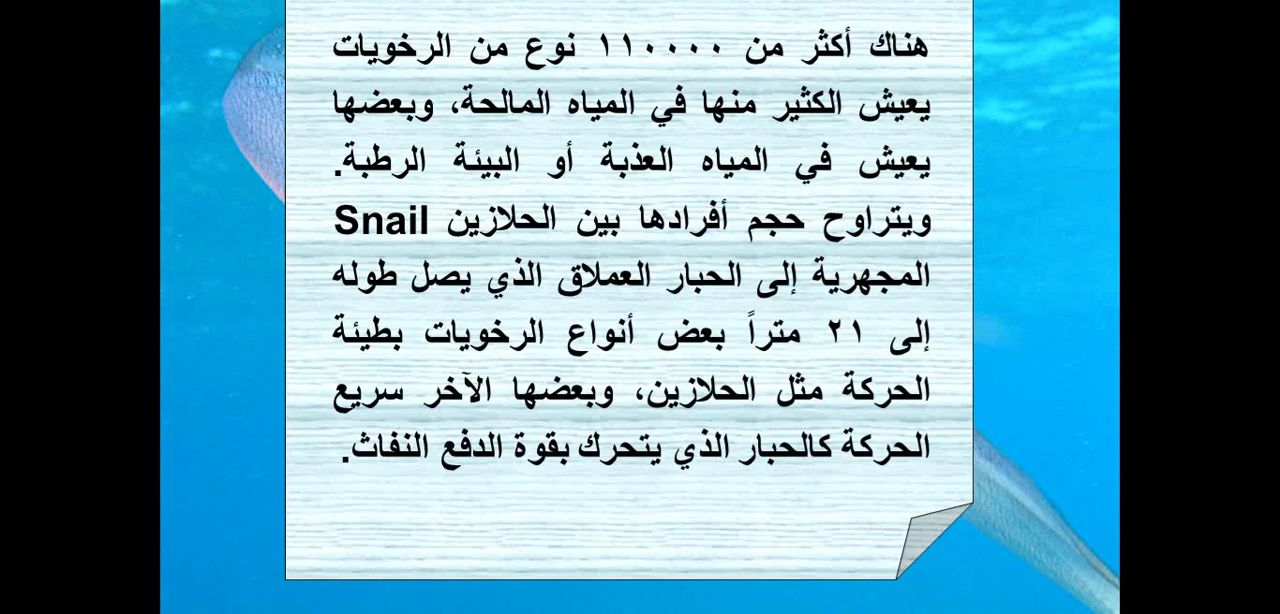 هناك أكثر من ١١٠٠٠٠ نوع من الرخويات
يعيش الكثير منها في المياه المالحة، وبعضها
يعيش في المياه العذبة أو البيئة الرطبة.
ويتراوح حجم أفرادها بين الحلازين Snail
المجهرية إلى الحبار العملاق الذي يصل طوله
إلى ٢١ متراً بعض أنواع الرخويات بطيئة
الحركة مثل الحلازين، وبعضها الآخر سريع
الحركة كالحبار الذي يتحرك بقوة الدفع النفاث.